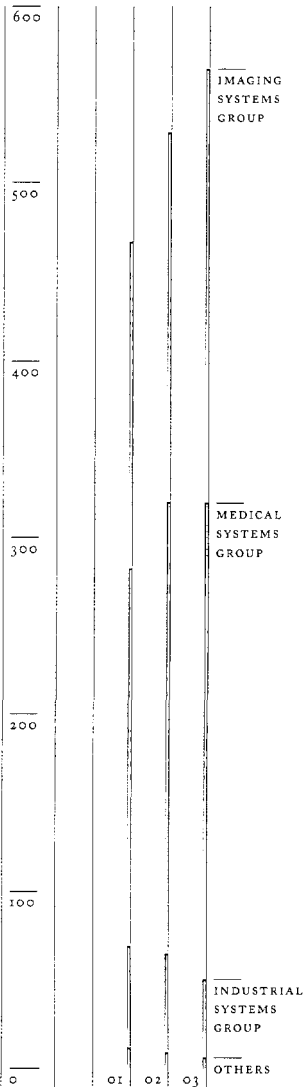 600
IMAGING
SYSTEMS
GROUP
500
400
MEDICAL
SYSTEMS
GROUP
300
200
100
INDUSTRIAL
SYSTEMS
GROUP
OTHERS
0 01 02 03